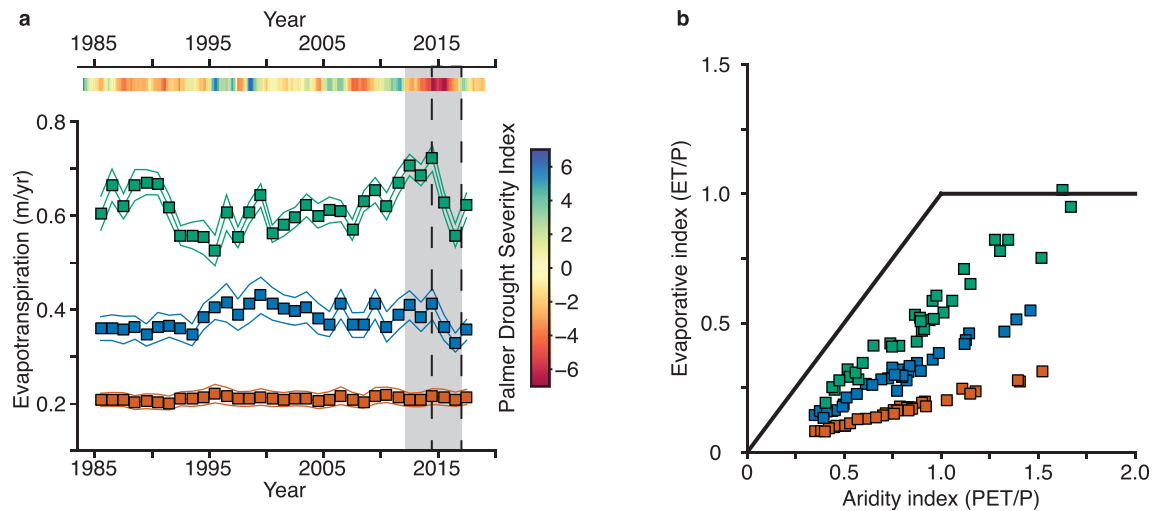 a
Year
1985 1995 2005 2015
0.8
0.6
0.4
0.2
Evapotranspiration (m/yr)
1985 1995 2005 2015
Year
6
4
2
0
−2
−4
−6
Palmer Drought Severity Index
b
1.5
1.0
0.5
0
Evaporative index (ET/P)
0 0.5 1.0 1.5 2.0
Aridity index (PET/P)